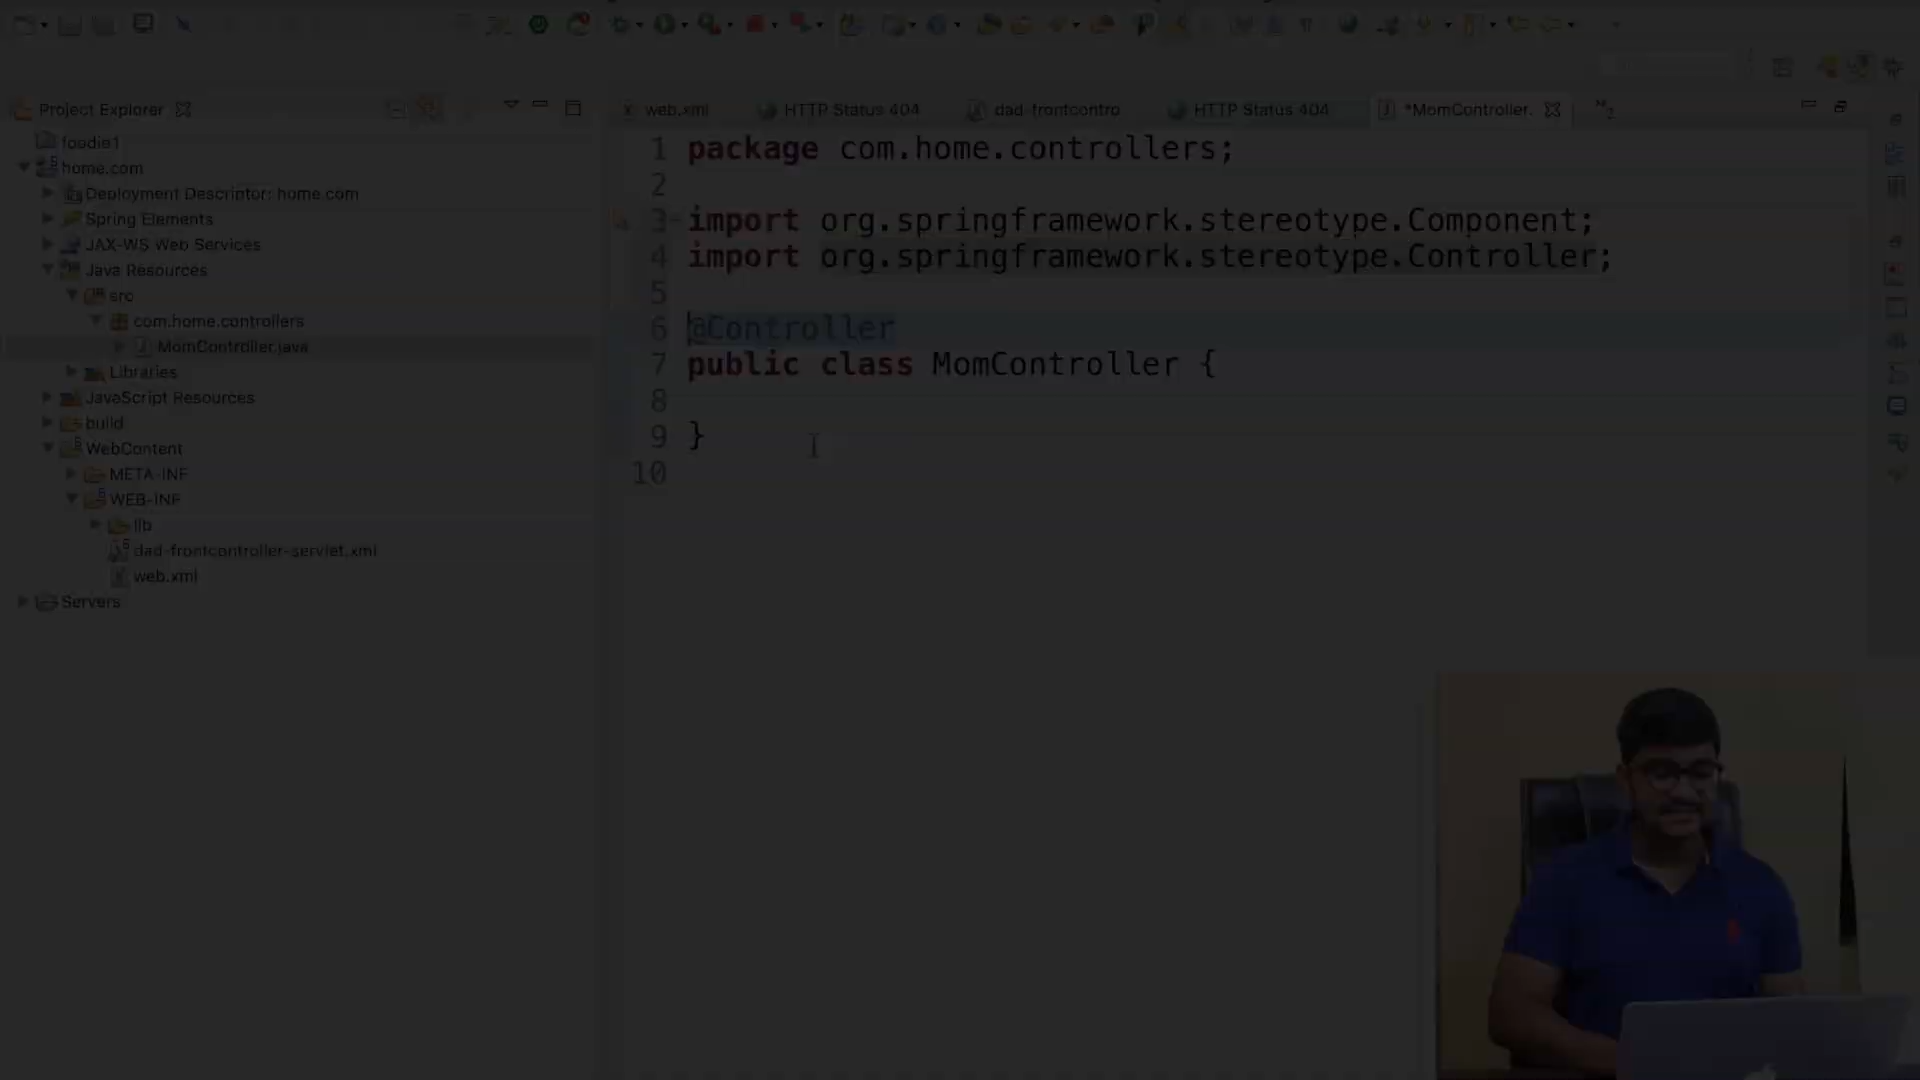 Project Explorer
foodie1
home.com
Deployment Descriptor: home.com
Spring Elements
JAX-WS Web Services
Java Resources
src
com.home.controllers
MomController.java
Libraries
JavaScript Resources
build
WebContent
META-INF
WEB-INF
lib
dad-frontcontroller-servlet.xml
web.xml
Servers
web.xml
HTTP Status 404
dad-frontcontro
HTTP Status 404
*MomController.
1 package com.home.controllers;
2
3 import org.springframework.stereotype.Component;
4 import org.springframework.stereotype.Controller;
5
6 @Controller
7 public class MomController {
8
9 }
10